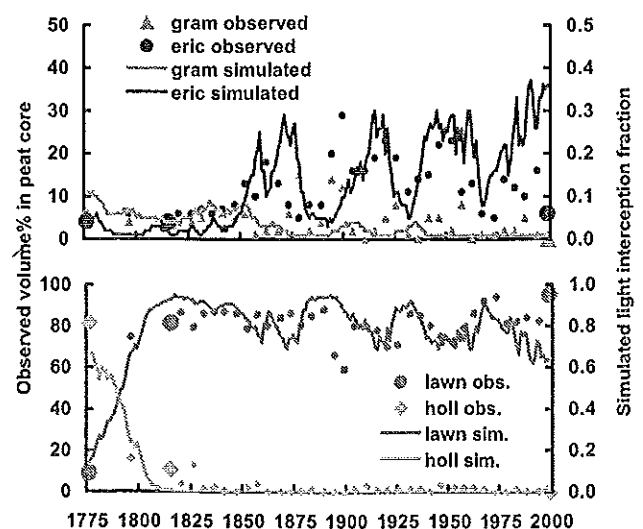 50
40
30
20
10
0
gram observed
eric observed
gram simulated
eric simulated
0.5
0.4
0.3
0.2
0.1
0.0
Observed volume% in peat core
Simulated light interception fraction
100
80
60
40
20
0
lawn obs.
holl obs.
lawn sim.
holl sim.
1.0
0.8
0.6
0.4
0.2
0.0
1775 1800 1825 1850 1875 1900 1925 1950 1975 2000